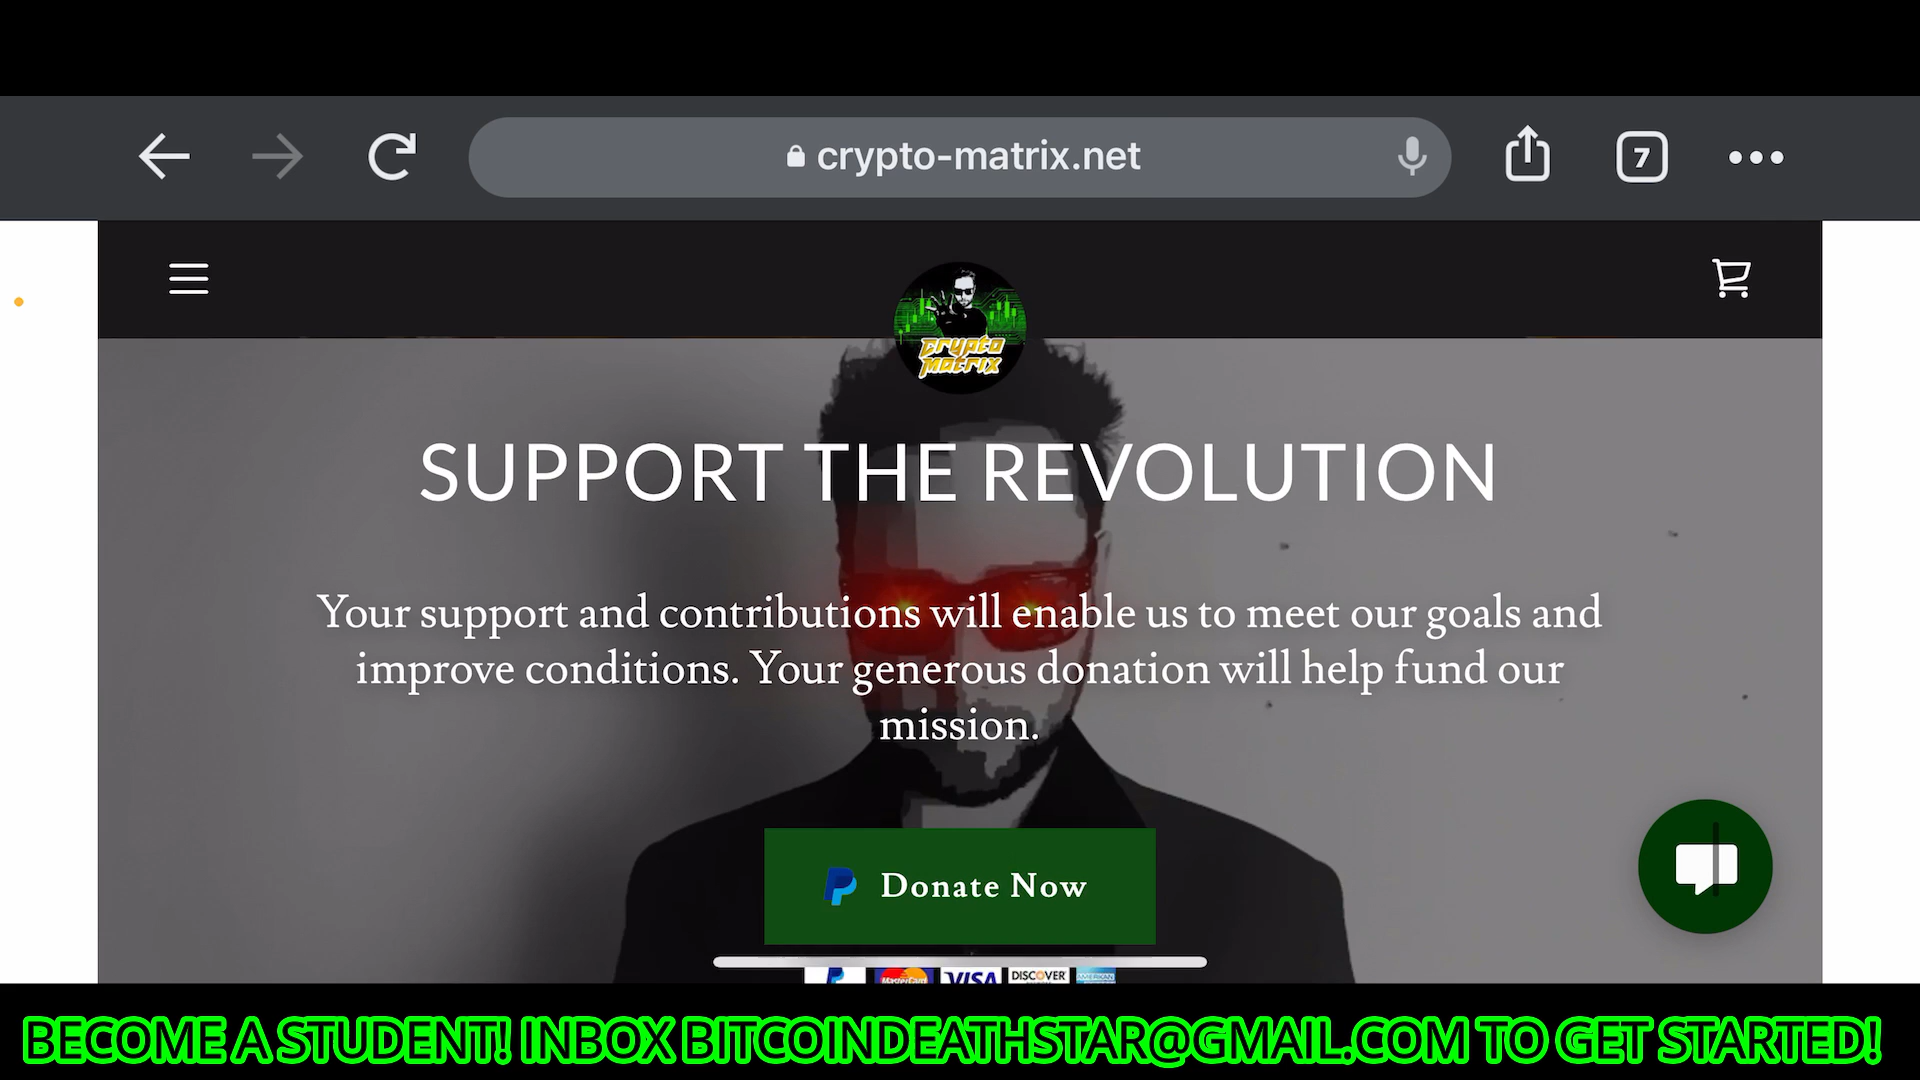 crypto-matrix.net
7
crypto
matrix
SUPPORT THE REVOLUTION
Your support and contributions will enable us to meet our goals and
improve conditions. Your generous donation will help fund our
mission.
Donate Now
MasterCard VISA DISCOVER
BECOME A STUDENT! INBOX BITCOINDEATHSTAR@GMAIL.COM TO GET STARTED!